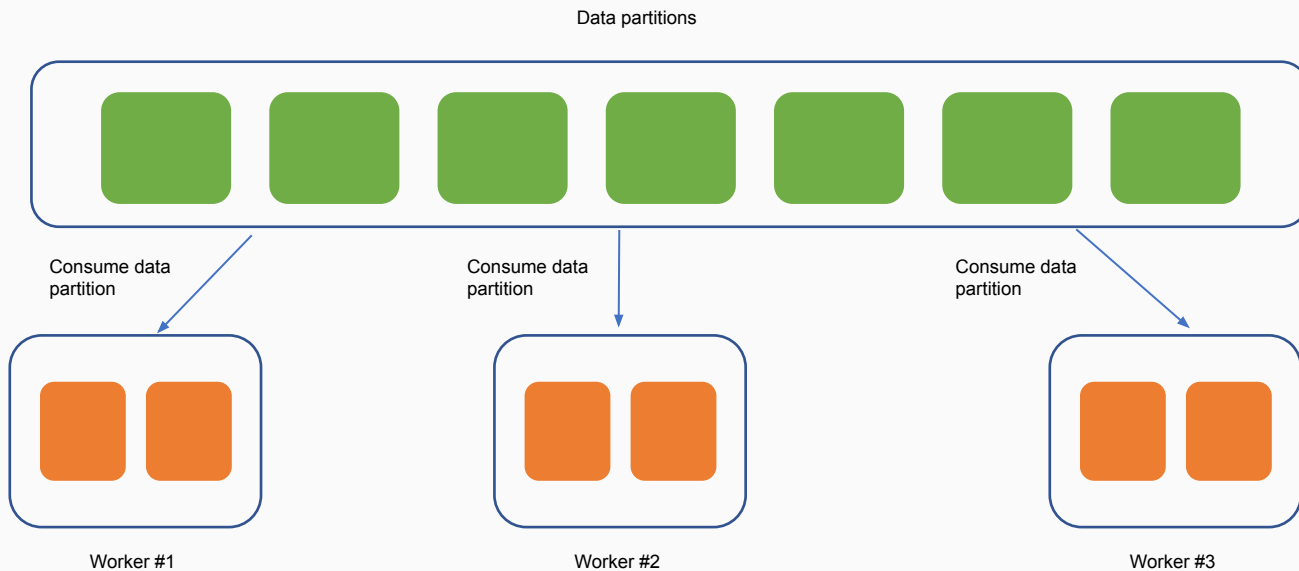 Data partitions
Consume data
partition
Consume data
partition
Consume data
partition
Worker #1
Worker #2
Worker #3